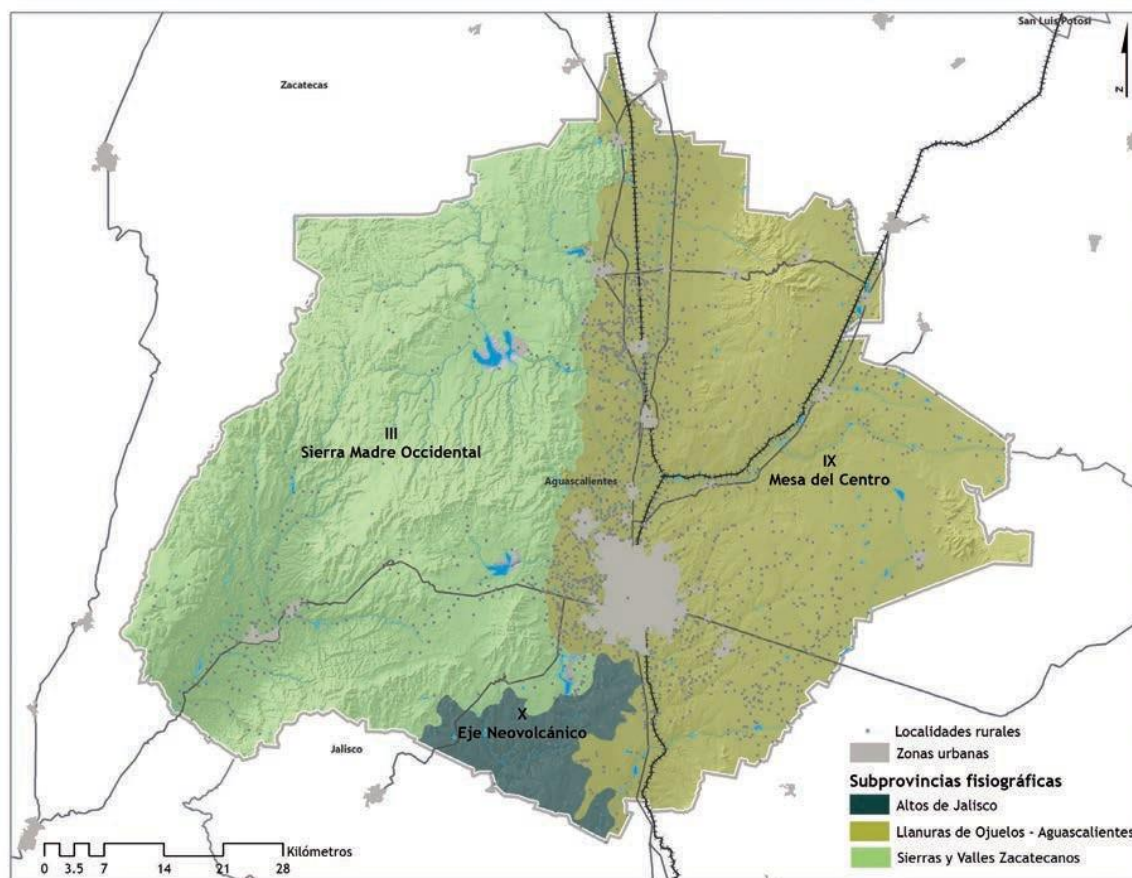 San Luis Potosí
Zacatecas
N
III
Sierra Madre Occidental
Aguascalientes
IX
Mesa del Centro
X
Eje Neovolcánico
Jalisco
Localidades rurales
Zonas urbanas
Subprovincias fisiográficas
Altos de Jalisco
Llanuras de Ojuelos - Aguascalientes
Sierras y Valles Zacatecanos
Kilómetros
0 3.5 7 14 21 28